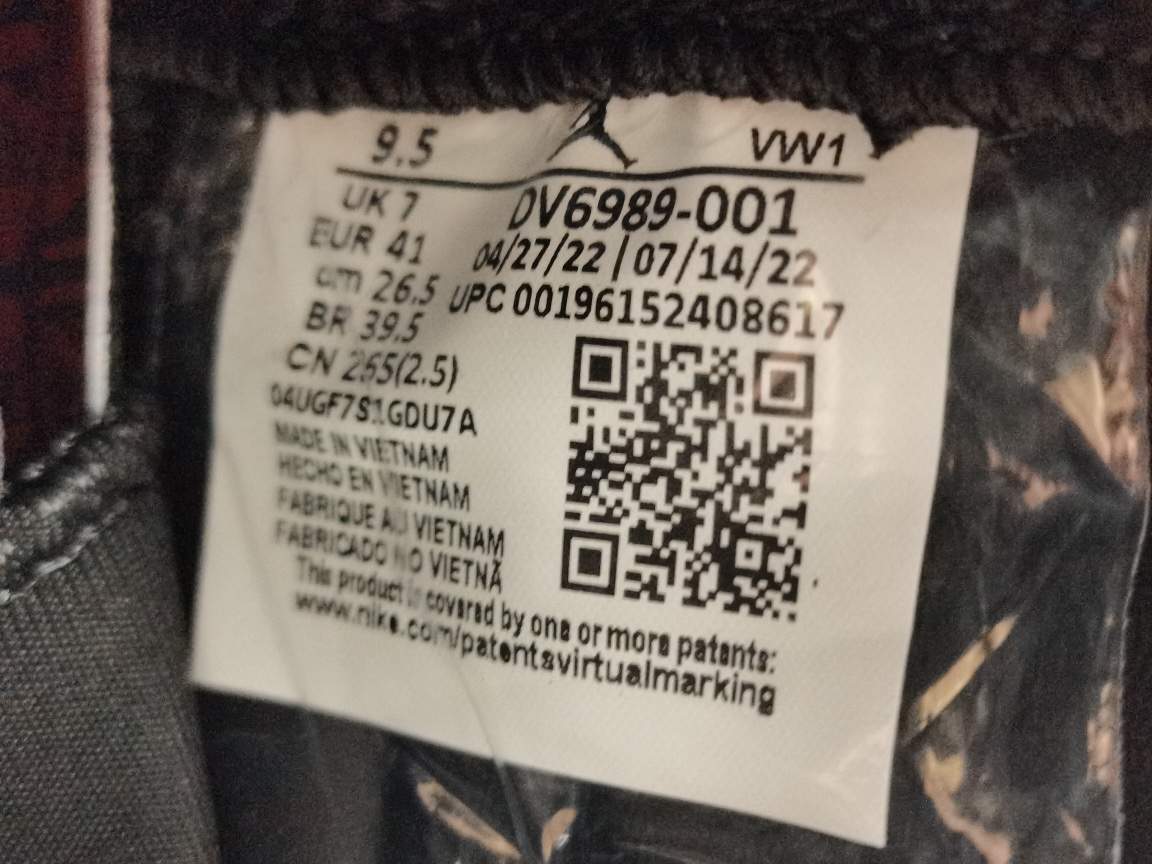 9.5 VW1
UK 7
EUR 41
cm 26.5
BR 39.5
CN 265(2.5)
DV6989-001
04/27/22 | 07/14/22
UPC 00196152408617
04UGF7S1GDU7A
MADE IN VIETNAM
HECHO EN VIETNAM
FABRIQUE AU VIETNAM
FABRICADO NO VIETNÃ
This product is covered by one or more patents:
www.nike.com/patentsvirtualmarking